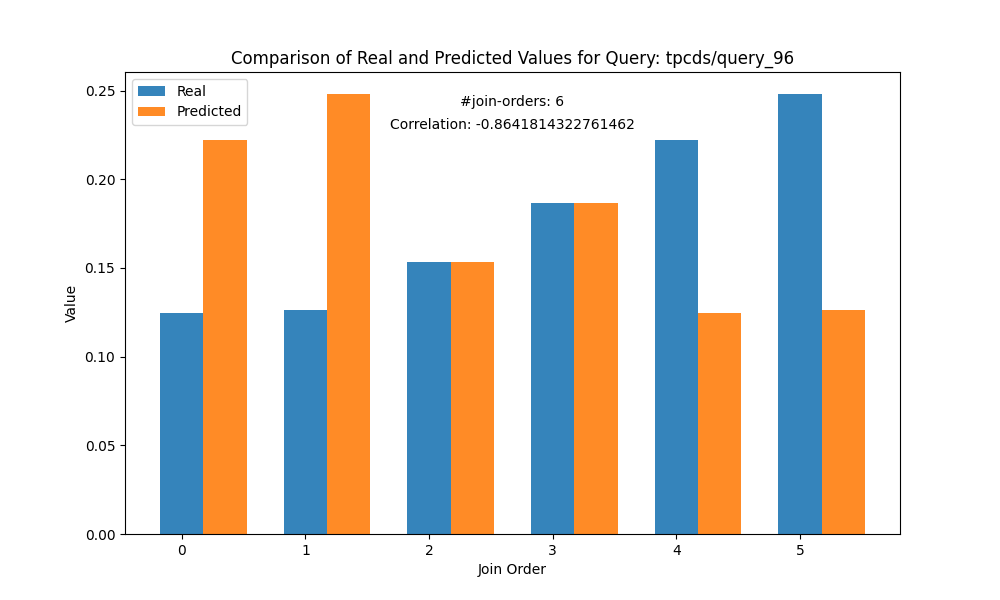 Comparison of Real and Predicted Values for Query: tpcds/query_96
Real
Predicted
#join-orders: 6
Correlation: -0.8641814322761462
0.25
0.20
0.15
0.10
0.05
0.00
Value
0 1 2 3 4 5
Join Order